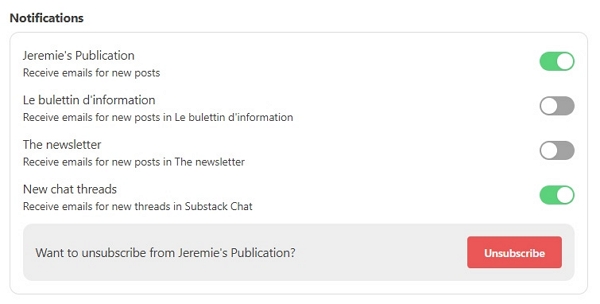 Notifications
Jeremie's Publication
Receive emails for new posts
Le bulettin d'information
Receive emails for new posts in Le bulettin d'information
The newsletter
Receive emails for new posts in The newsletter
New chat threads
Receive emails for new threads in Substack Chat
Want to unsubscribe from Jeremie's Publication?
Unsubscribe